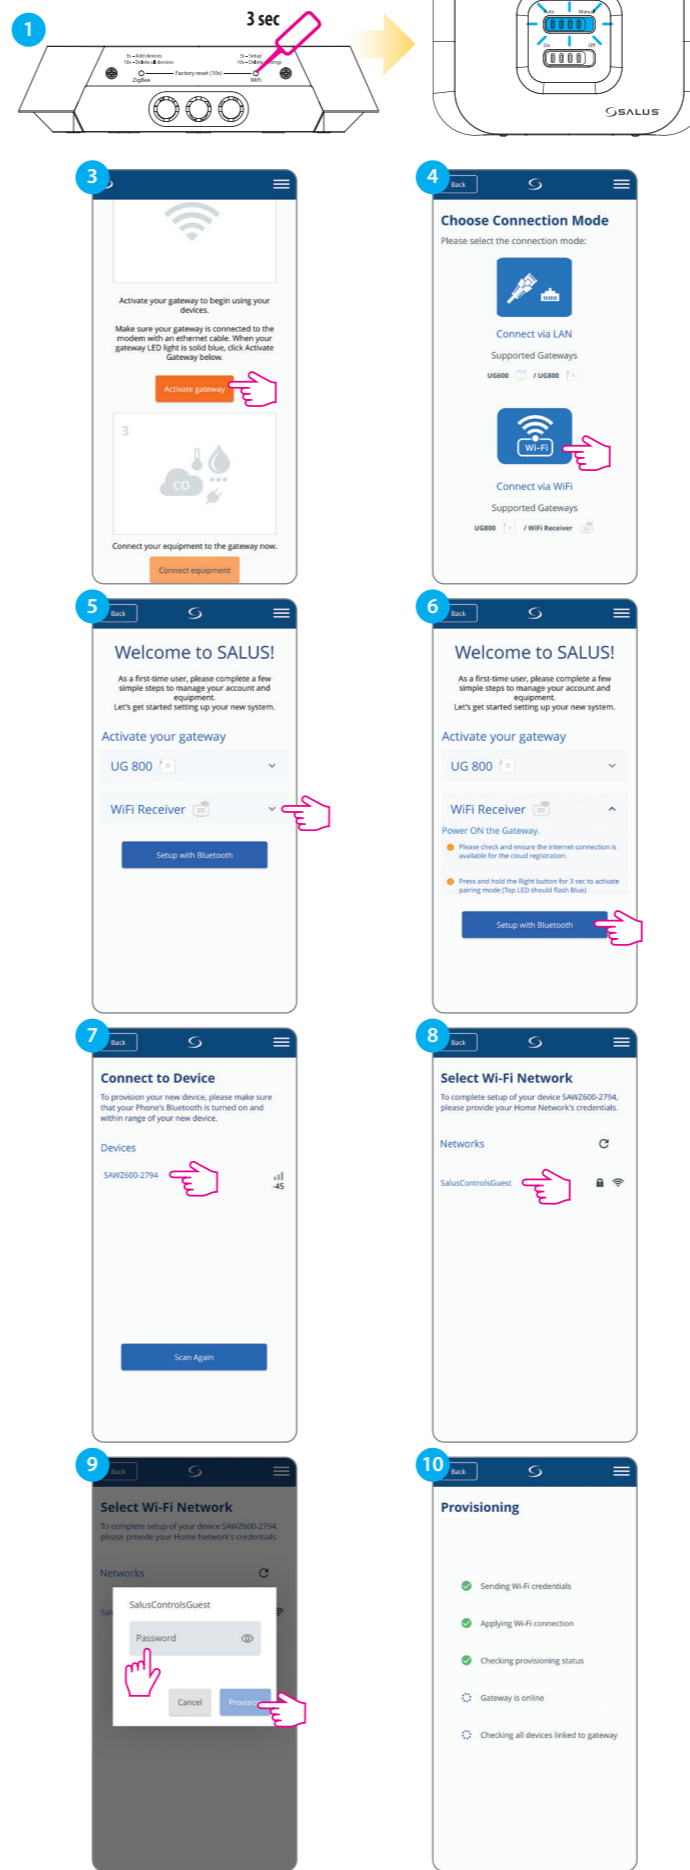 1
3 sec
3s – Add devices
10s – Delete all devices
3s – Setup
10s – Delete settings
Factory reset (10s)
ZigBee
WiFi
Auto
Manual
On
Off
SALUS
3
Activate your gateway to begin using your
devices.
Make sure your gateway is connected to the
modem with an ethernet cable. When your
gateway LED light is solid blue, click Activate
Gateway below.
Activate gateway
3
CO
Connect your equipment to the gateway now.
Connect equipment
4
Back
Choose Connection Mode
Please select the connection mode:
Connect via LAN
Supported Gateways
UG600 / UG800
Wi-Fi
Connect via WiFi
Supported Gateways
UG800 / WiFi Receiver
5
Back
Welcome to SALUS!
As a first-time user, please complete a few
simple steps to manage your account and
equipment.
Let's get started setting up your new system.
Activate your gateway
UG 800
WiFi Receiver
Setup with Bluetooth
6
Back
Welcome to SALUS!
As a first-time user, please complete a few
simple steps to manage your account and
equipment.
Let's get started setting up your new system.
Activate your gateway
UG 800
WiFi Receiver
Power ON the Gateway.
Please check and ensure the internet connection is
available for the cloud registration.
Press and hold the Right button for 3 sec to activate
pairing mode (Top LED should flash Blue)
Setup with Bluetooth
7
Back
Connect to Device
To provision your new device, please make sure
that your Phone's Bluetooth is turned on and
within range of your new device.
Devices
SAWZ600-2794
-45
Scan Again
8
Back
Select Wi-Fi Network
To complete setup of your device SAWZ600-2794,
please provide your Home Network's credentials.
Networks
SalusControlsGuest
9
Back
Select Wi-Fi Network
To complete setup of your device SAWZ600-2794,
please provide your Home Network's credentials.
Networks
Sal
SalusControlsGuest
Password
Cancel
Provision
10
Back
Provisioning
Sending Wi-Fi credentials
Applying Wi-Fi connection
Checking provisioning status
Gateway is online
Checking all devices linked to gateway